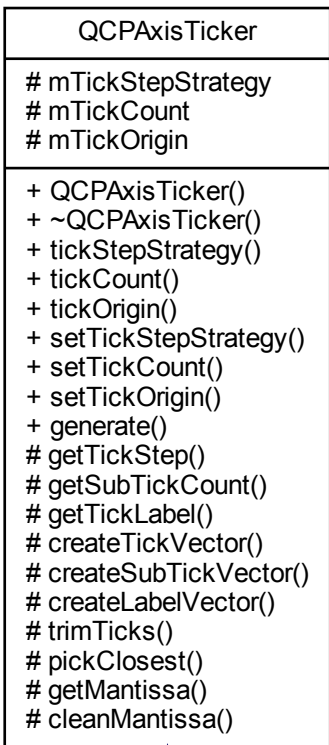 QCPAxisTicker
# mTickStepStrategy
# mTickCount
# mTickOrigin
+ QCPAxisTicker()
+ ~QCPAxisTicker()
+ tickStepStrategy()
+ tickCount()
+ tickOrigin()
+ setTickStepStrategy()
+ setTickCount()
+ setTickOrigin()
+ generate()
# getTickStep()
# getSubTickCount()
# getTickLabel()
# createTickVector()
# createSubTickVector()
# createLabelVector()
# trimTicks()
# pickClosest()
# getMantissa()
# cleanMantissa()